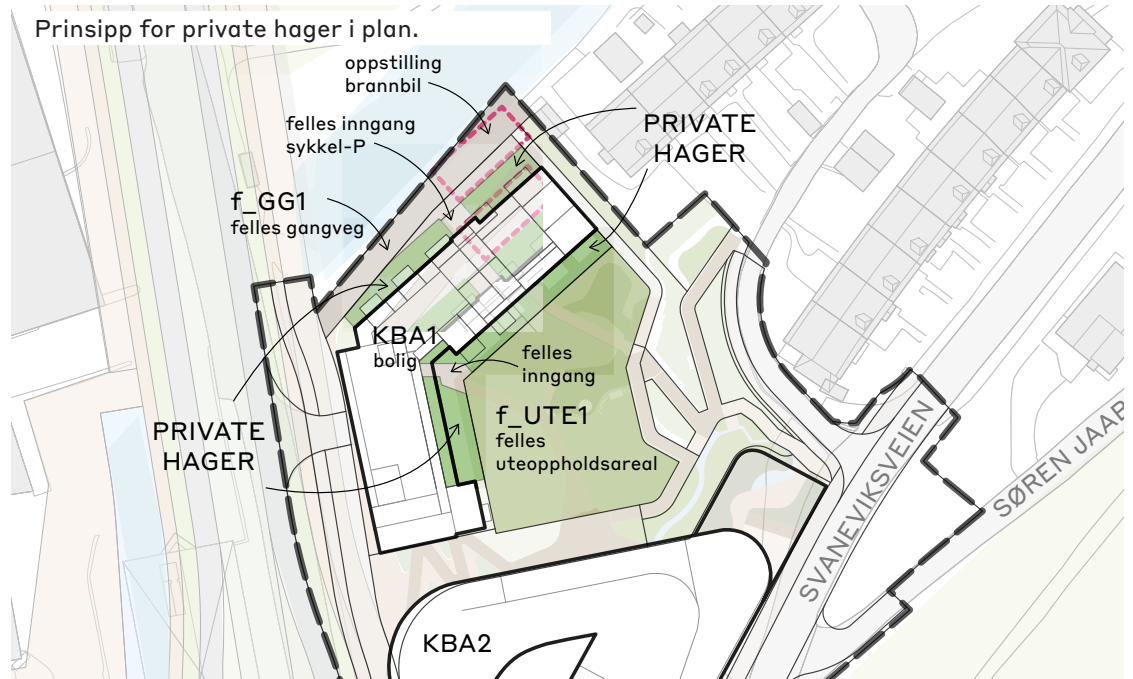 Prinsipp for private hager i plan.
oppstilling
brannbil
felles inngang
sykkel-P
PRIVATE
HAGER
f_GG1
felles gangveg
KBA1
bolig
felles
inngang
f_UTE1
felles
uteoppholdsareal
PRIVATE
HAGER
KBA2
SVANEVIKSVEIEN
SØREN JAAB